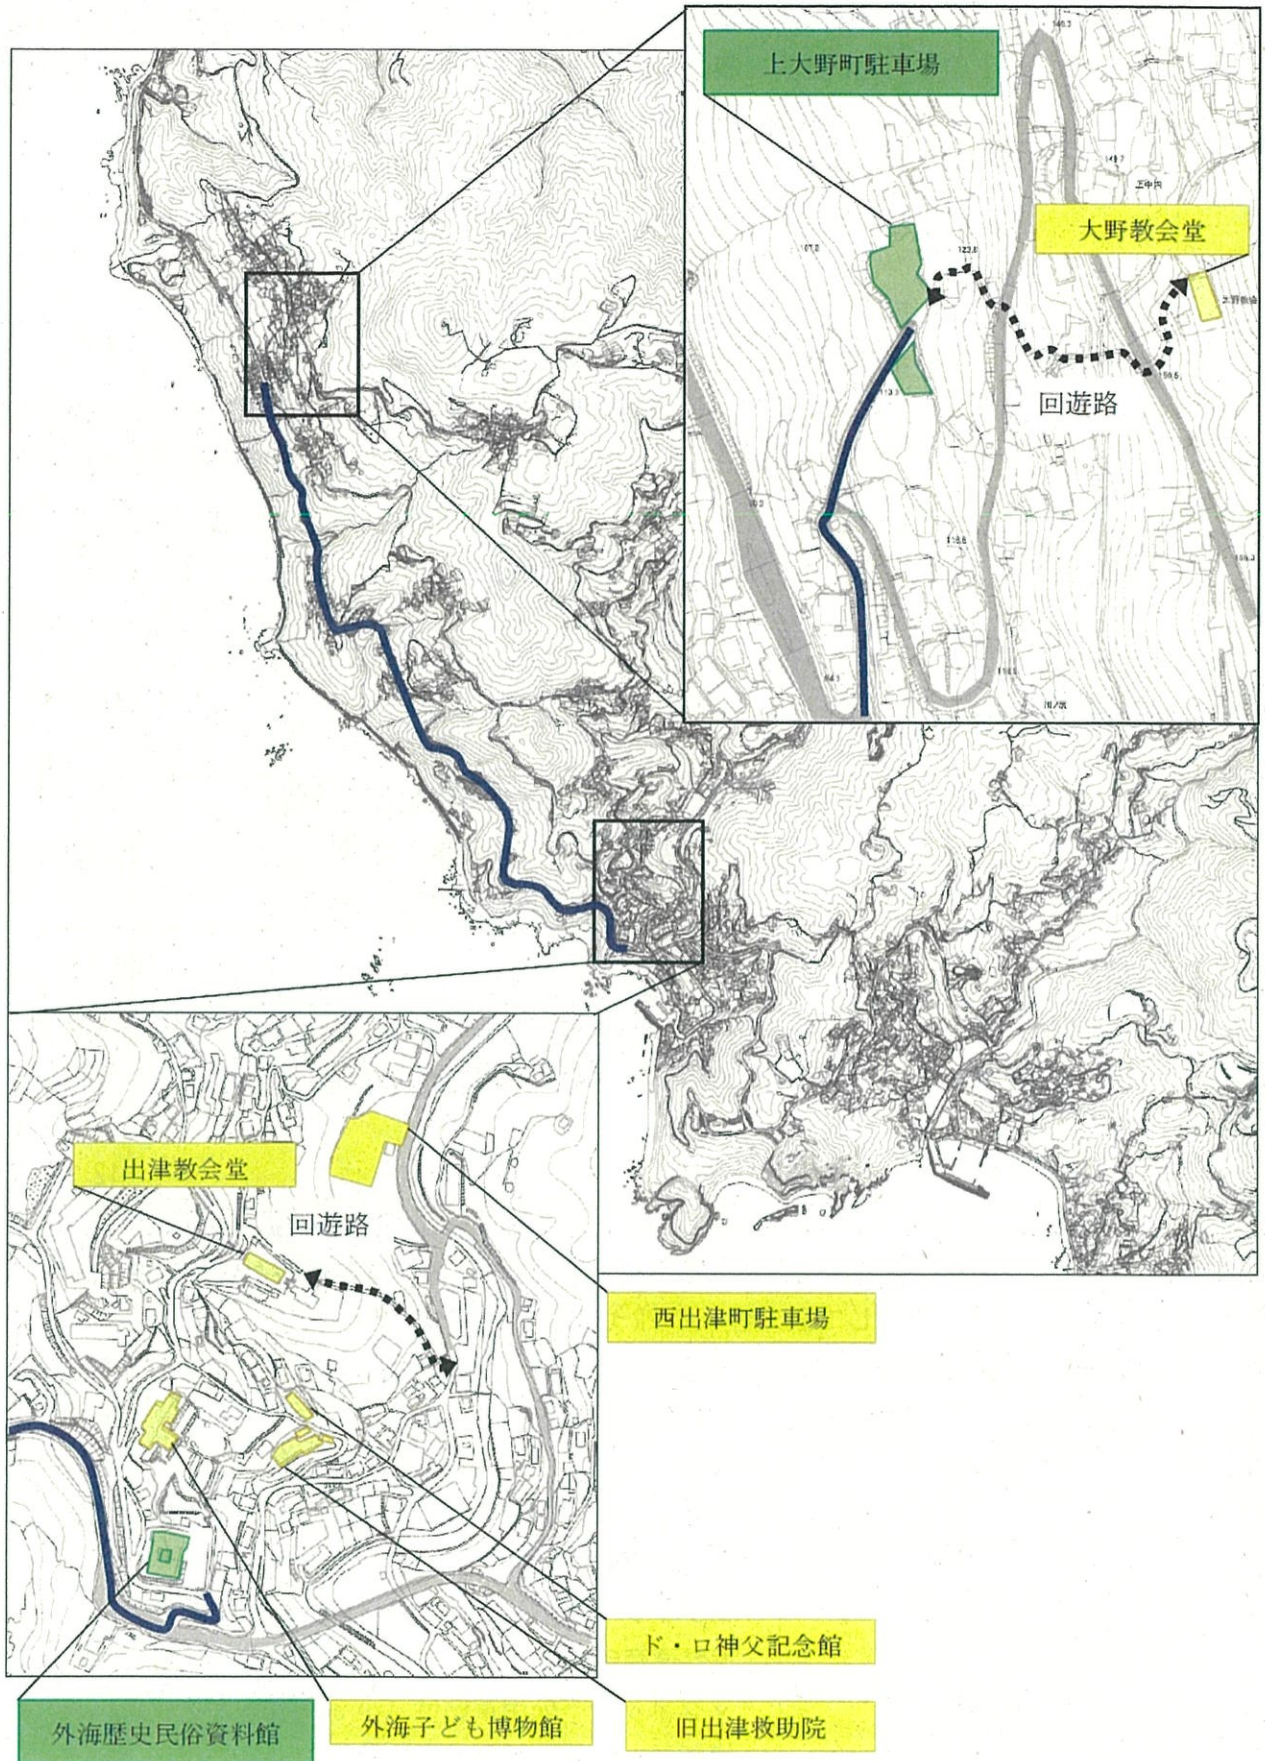 上大野町駐車場
大野教会堂
回遊路
出津教会堂
回遊路
西出津町駐車場
ド・ロ神父記念館
外海歴史民俗資料館
外海子ども博物館
旧出津救助院